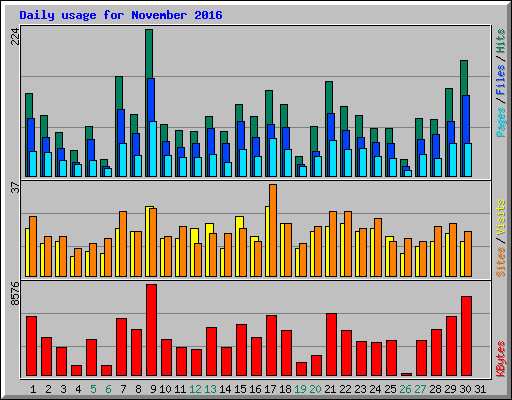 Daily usage for November 2016
224
Pages / Files / Hits
37
Sites / Visits
8576
KBytes
1 2 3 4 5 6 7 8 9 10 11 12 13 14 15 16 17 18 19 20 21 22 23 24 25 26 27 28 29 30 31